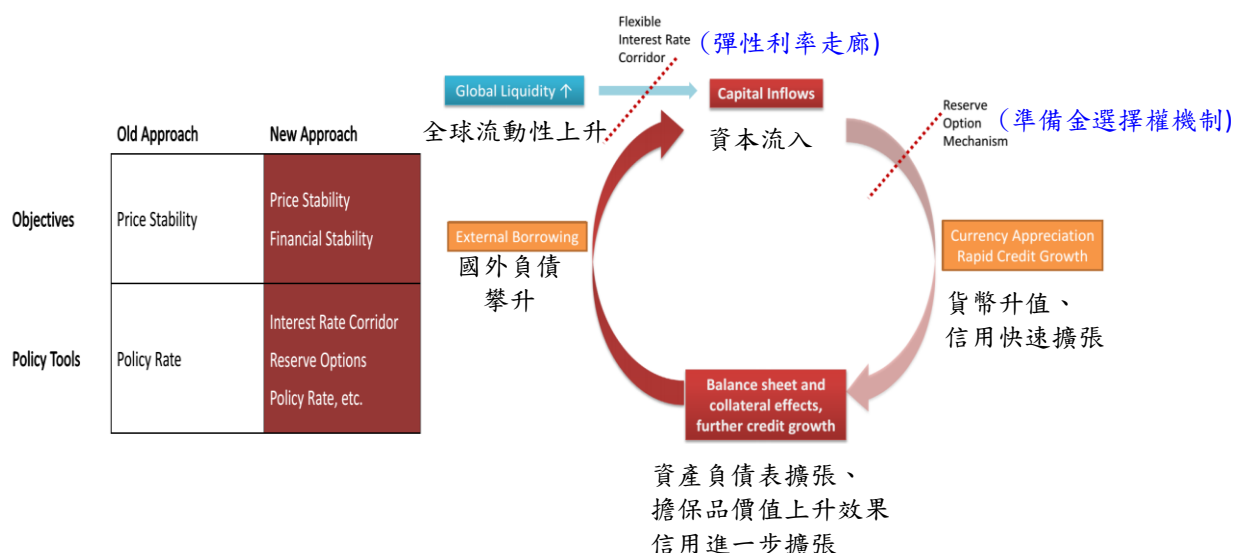 Old Approach
New Approach
Objectives
Price Stability
Price Stability
Financial Stability
Policy Tools
Policy Rate
Interest Rate Corridor
Reserve Options
Policy Rate, etc.
Flexible
Interest Rate
Corridor
(彈性利率走廊)
Global Liquidity ↑
全球流動性上升
Capital Inflows
資本流入
Reserve
Option
Mechanism
(準備金選擇權機制)
External Borrowing
國外負債
攀升
Currency Appreciation
Rapid Credit Growth
貨幣升值、
信用快速擴張
Balance sheet and
collateral effects,
further credit growth
資產負債表擴張、
擔保品價值上升效果
信用進一步擴張